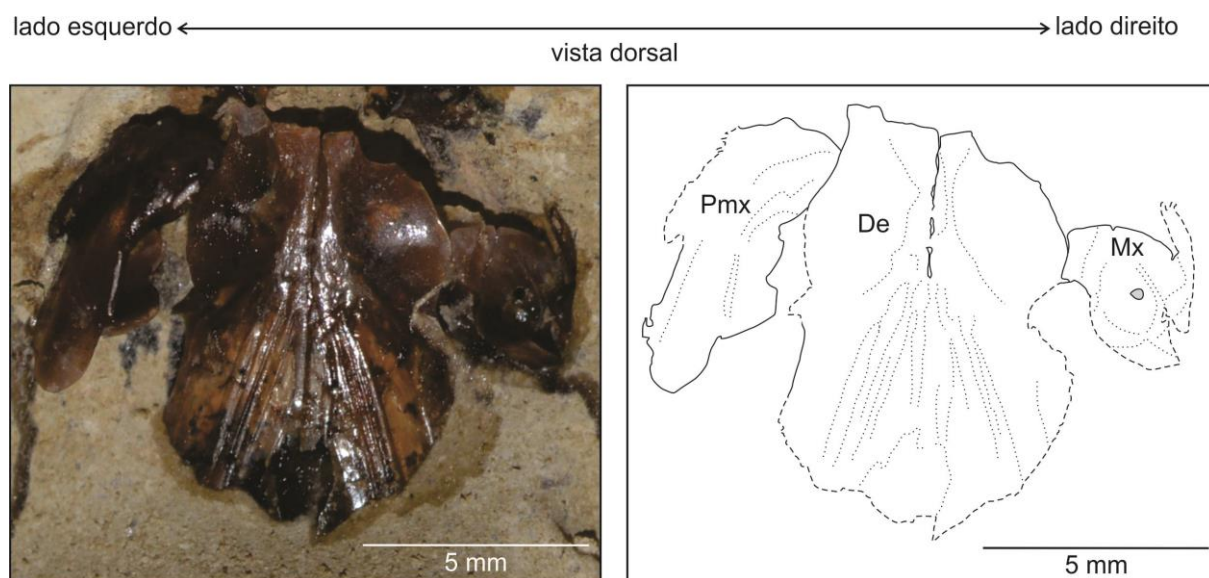 lado esquerdo
lado direito
vista dorsal
5 mm
Pmx
De
Mx
5 mm